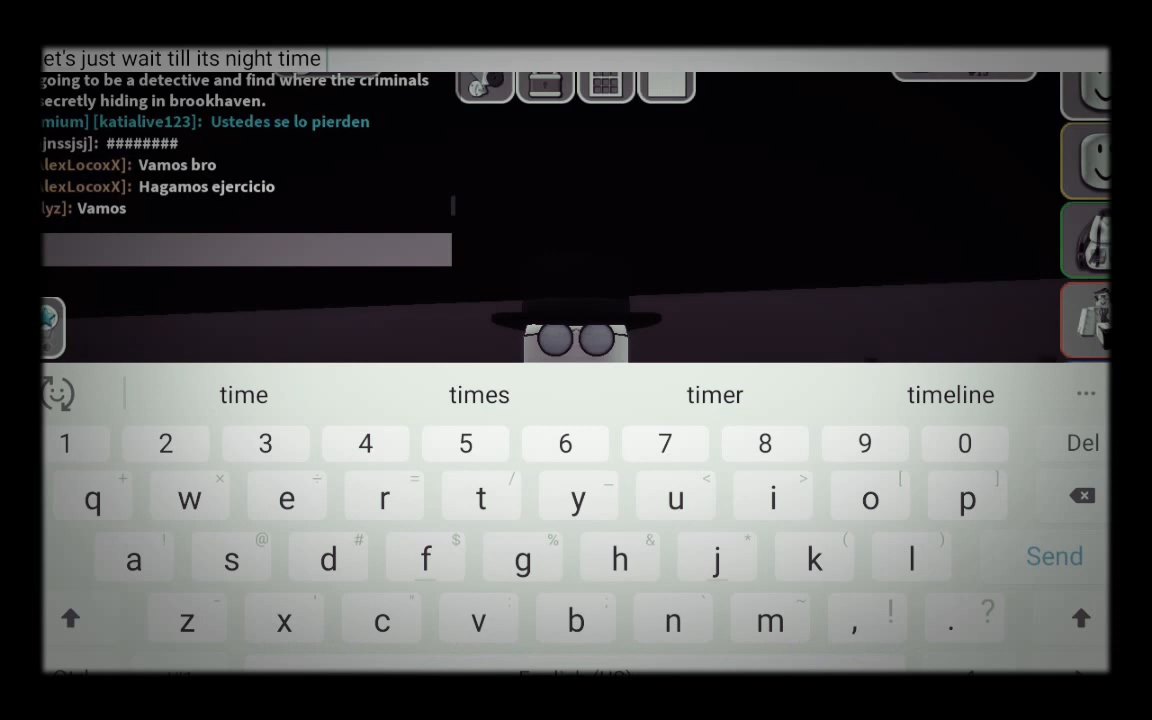 et's just wait till its night time
going to be a detective and find where the criminals
secretly hiding in brookhaven.
mium] [katialive123]: Ustedes se lo pierden
jnssjsj]: ########
lexLocoxX]: Vamos bro
lexLocoxX]: Hagamos ejercicio
lyz]: Vamos
time times timer timeline ...
1 2 3 4 5 6 7 8 9 0 Del
+ × ÷ = / _ < > [ ]
q w e r t y u i o p
! @ # $ % & * ( )
a s d f g h j k l Send
- ' " : ; ~ ! ?
z x c v b n m , .
English (US)